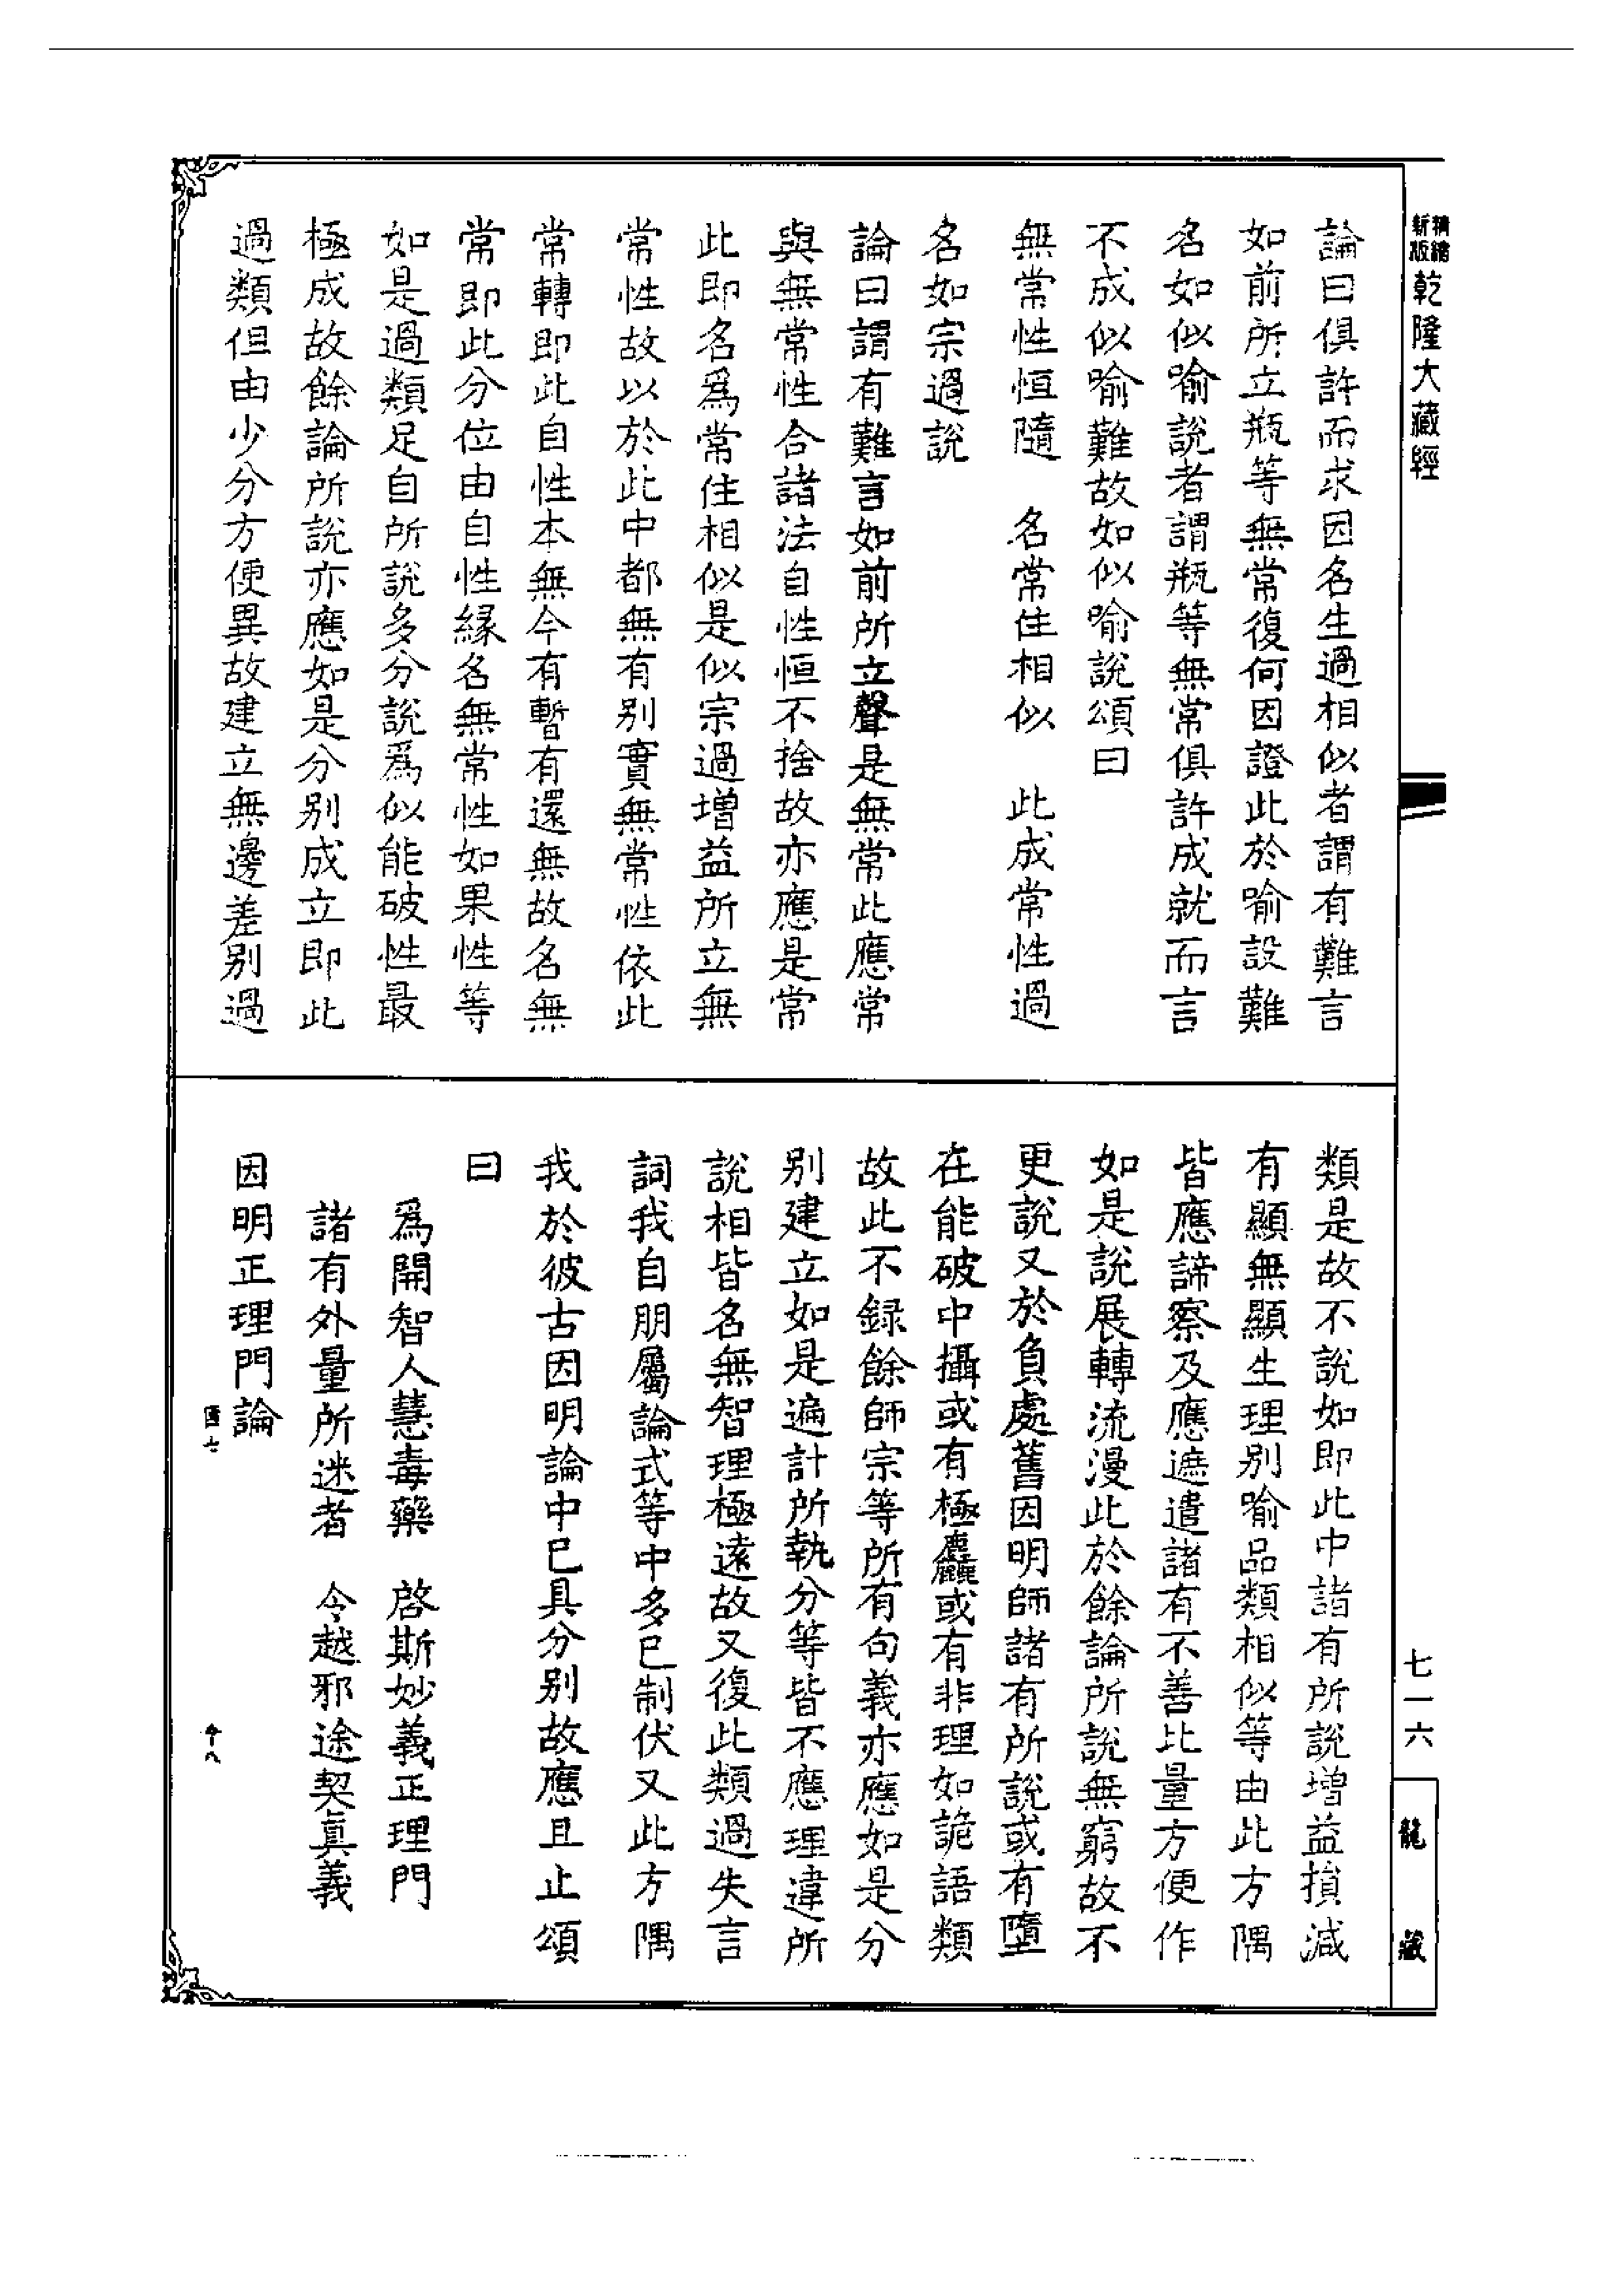 精縮新版乾隆大藏經
論曰俱許而求因名生過相似者謂有難言
如前所立瓶等無常復何因證此於喻設難
名如似喻說者謂瓶等無常俱許成就而言
不成似喻難故如似喻說頌曰
無常性恒隨　名常住相似　此成常性過
名如宗過說
論曰謂有難言如前所立聲是無常此應常
與無常性合諸法自性恒不捨故亦應是常
此即名爲常住相似是似宗過增益所立無
常性故以於此中都無有別實無常性依此
常轉即此自性本無今有暫有還無故名無
常即此分位由自性緣名無常性如果性等
如是過類足自所說多分說爲似能破性最
極成故餘論所說亦應如是分別成立即此
過類但由少分方便異故建立無邊差別過
類是故不說如即此中諸有所說增益損減
有顯無顯生理別喻品類相似等由此方隅
皆應諦察及應遮遣諸有不善比量方便作
如是說展轉流漫此於餘論所說無窮故不
更說又於負處舊因明師諸有所說或有墮
在能破中攝或有極麤或有非理如詭語類
故此不錄餘師宗等所有句義亦應如是分
別建立如是遍計所執分等皆不應理違所
說相皆名無智理極遠故又復此類過失言
詞我自朋屬論式等中多已制伏又此方隅
我於彼古因明論中已具分別故應且止頌
曰
爲開智人慧毒藥　啓斯妙義正理門
諸有外量所迷者　今越邪途契真義
因明正理門論
七一六
龍藏